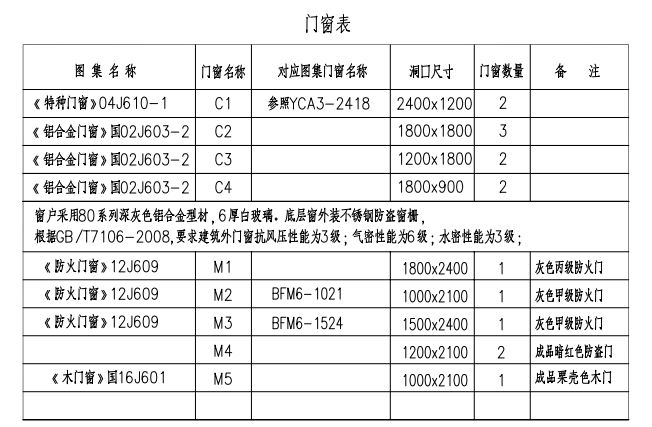 门窗表
图集名称 门窗名称 对应图集门窗名称 洞口尺寸 门窗数量 备 注
《特种门窗》04J610-1 C1 参照YCA3-2418 2400x1200 2
《铝合金门窗》国02J603-2 C2 1800x1800 3
《铝合金门窗》国02J603-2 C3 1200x1800 2
《铝合金门窗》国02J603-2 C4 1800x900 2
窗户采用80系列深灰色铝合金型材，6厚白玻璃。底层窗外装不锈钢防盗窗栅，
根据GB/T7106-2008，要求建筑外门窗抗风压性能为3级；气密性能为6级；水密性能为3级；
《防火门窗》12J609 M1 1800x2400 1 灰色丙级防火门
《防火门窗》12J609 M2 BFM6-1021 1000x2100 1 灰色甲级防火门
《防火门窗》12J609 M3 BFM6-1524 1500x2400 1 灰色甲级防火门
M4 1200x2100 2 成品暗红色防盗门
《木门窗》国16J601 M5 1000x2100 1 成品栗壳色木门